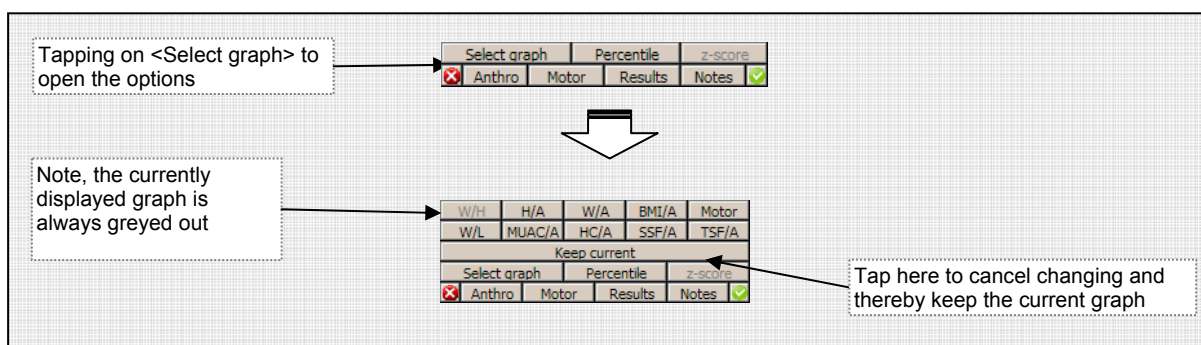 Tapping on <Select graph> to
open the options
Select graph Percentile z-score
Anthro Motor Results Notes
Note, the currently
displayed graph is
always greyed out
W/H H/A W/A BMI/A Motor
W/L MUAC/A HC/A SSF/A TSF/A
Keep current
Select graph Percentile z-score
Anthro Motor Results Notes
Tap here to cancel changing and
thereby keep the current graph